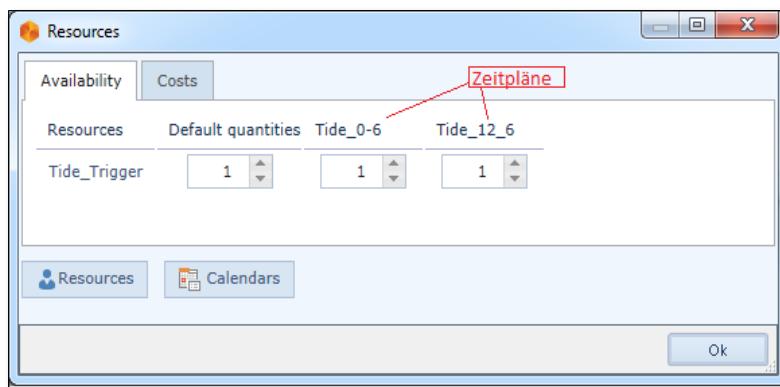 Resources
Availability Costs Zeitpläne
Resources Default quantities Tide_0-6 Tide_12_6
Tide_Trigger 1 1 1
Resources Calendars
Ok